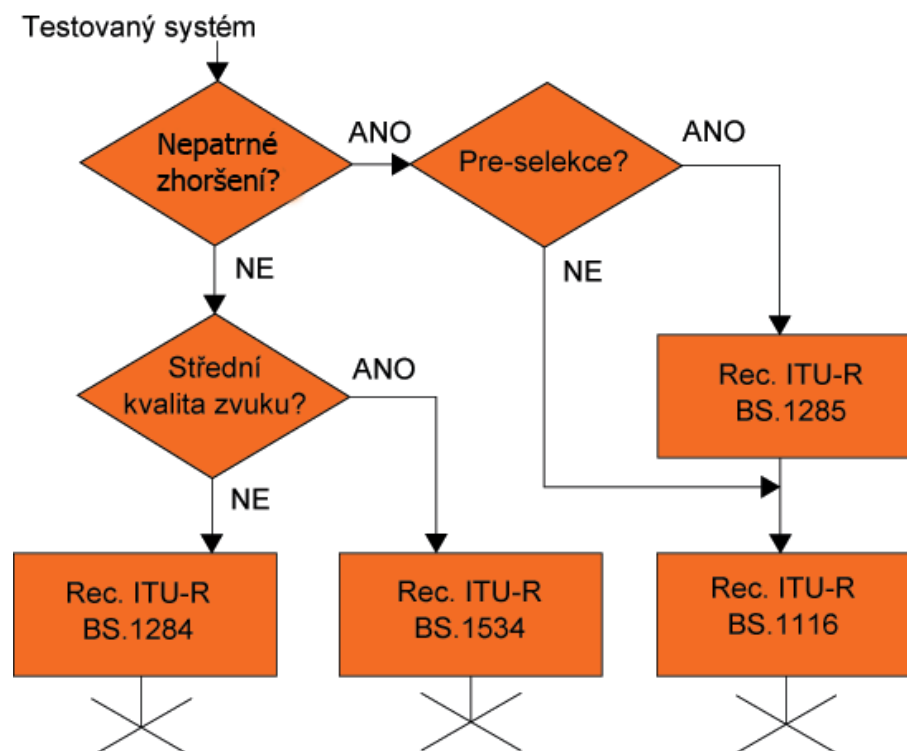 Testovaný systém
Nepatrné
zhoršení?
ANO
Pre-selekce?
ANO
NE
NE
Střední
kvalita zvuku?
ANO
Rec. ITU-R
BS.1285
NE
Rec. ITU-R
BS.1284
Rec. ITU-R
BS.1534
Rec. ITU-R
BS.1116